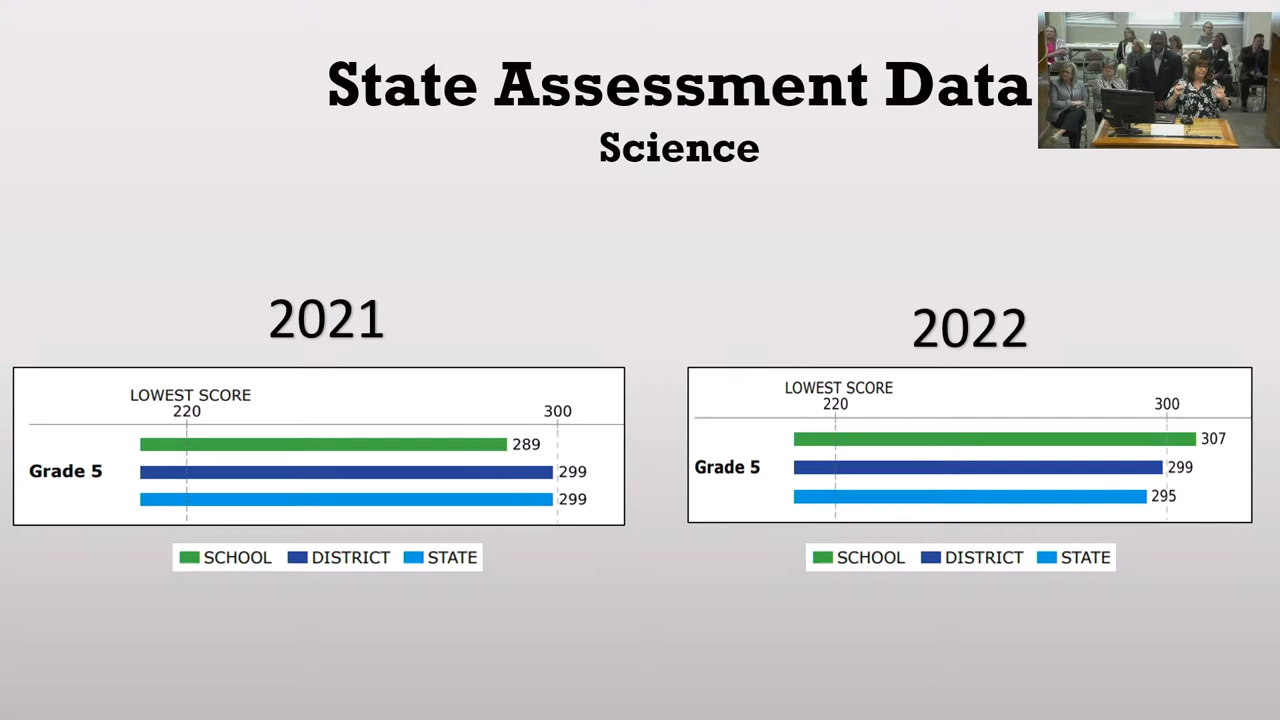 State Assessment Data
Science
2021
LOWEST SCORE
220 300
289
Grade 5 299
299
SCHOOL DISTRICT STATE
2022
LOWEST SCORE
220 300
307
Grade 5 299
295
SCHOOL DISTRICT STATE